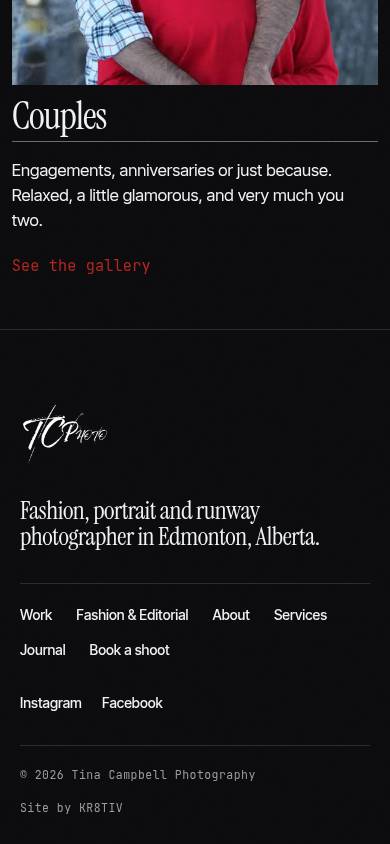 Couples
Engagements, anniversaries or just because.
Relaxed, a little glamorous, and very much you
two.
See the gallery
TCPHOTO
Fashion, portrait and runway
photographer in Edmonton, Alberta.
Work Fashion & Editorial About Services
Journal Book a shoot
Instagram Facebook
© 2026 Tina Campbell Photography
Site by KR8TIV